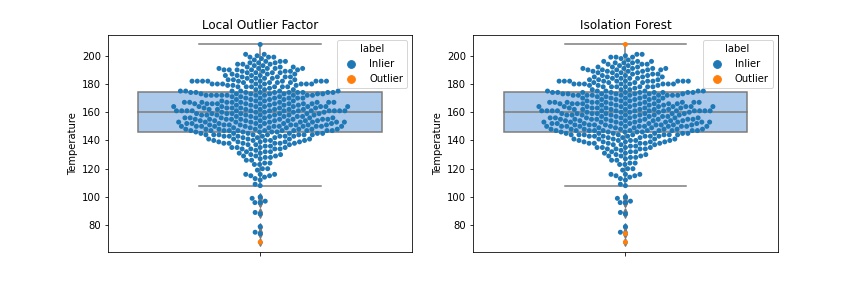 Local Outlier Factor
Temperature
200
180
160
140
120
100
80
label
Inlier
Outlier
Isolation Forest
Temperature
200
180
160
140
120
100
80
label
Inlier
Outlier